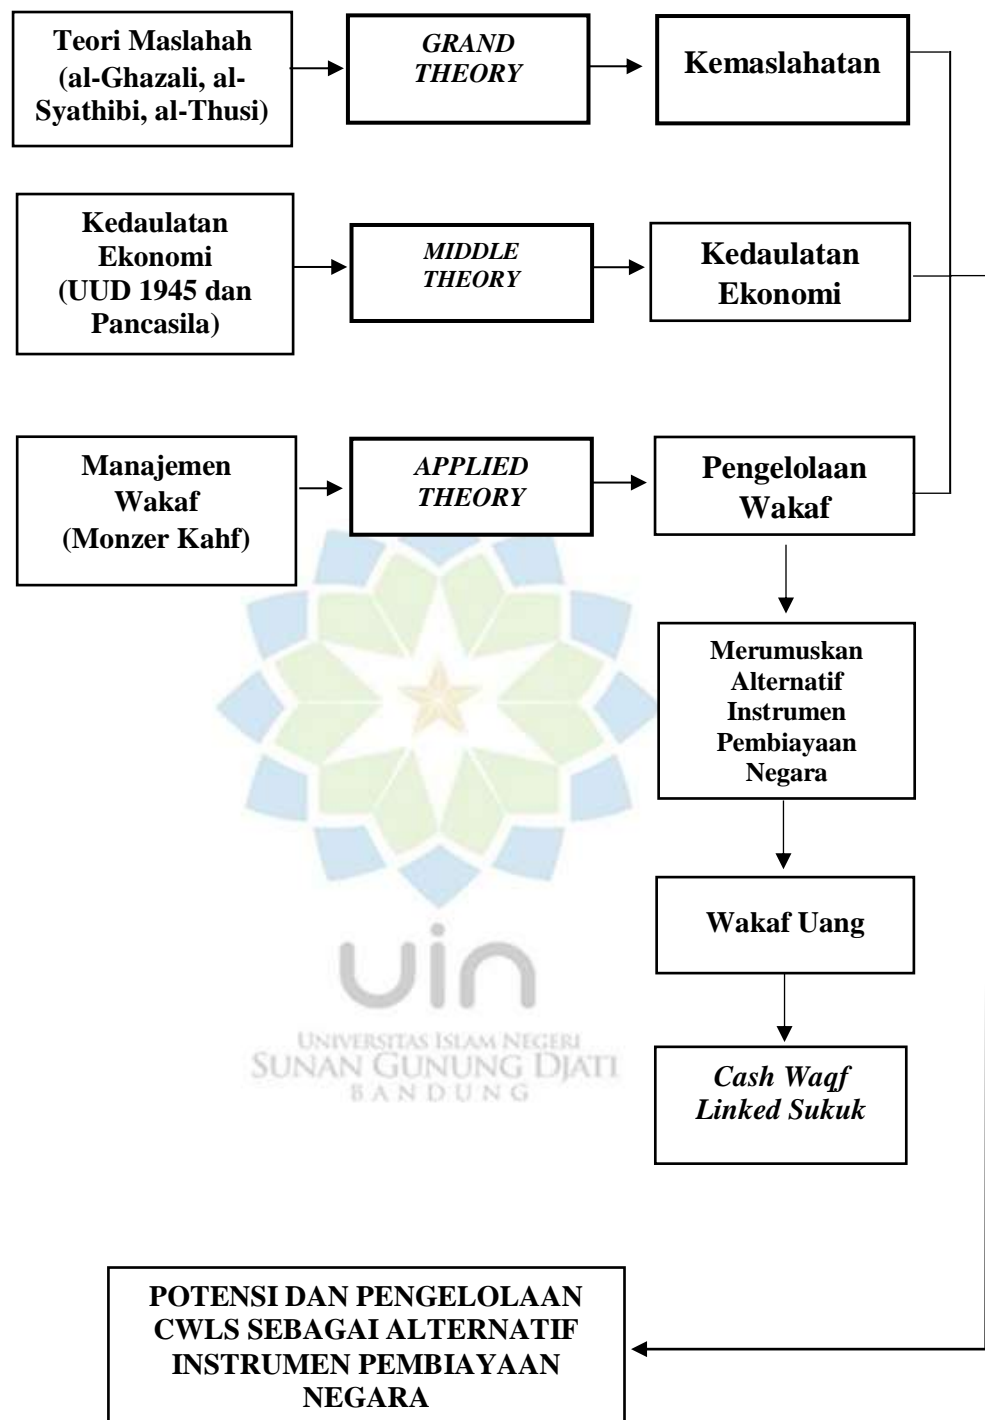 Teori Maslahah
(al-Ghazali, al-
Syathibi, al-Thusi)
GRAND
THEORY
Kemaslahatan
Kedaulatan
Ekonomi
(UUD 1945 dan
Pancasila)
MIDDLE
THEORY
Kedaulatan
Ekonomi
Manajemen
Wakaf
(Monzer Kahf)
APPLIED
THEORY
Pengelolaan
Wakaf
Merumuskan
Alternatif
Instrumen
Pembiayaan
Negara
Wakaf Uang
uin
UNIVERSITAS ISLAM NEGERI
SUNAN GUNUNG DJATI
BANDUNG
Cash Waqf
Linked Sukuk
POTENSI DAN PENGELOLAAN
CWLS SEBAGAI ALTERNATIF
INSTRUMEN PEMBIAYAAN
NEGARA